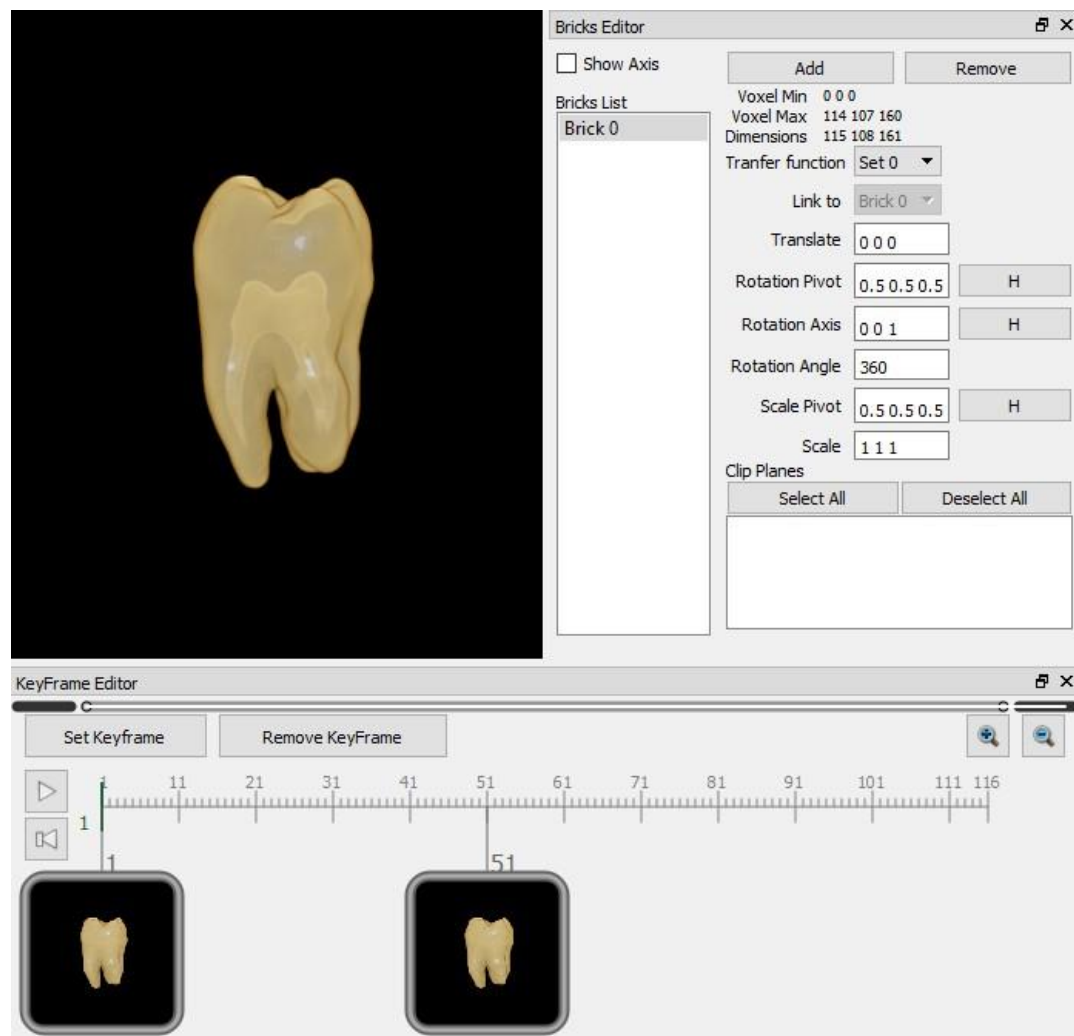 Bricks Editor
Show Axis
Add Remove
Bricks List
Brick 0
Voxel Min 0 0 0
Voxel Max 114 107 160
Dimensions 115 108 161
Tranfer function Set 0
Link to Brick 0
Translate 0 0 0
Rotation Pivot 0.5 0.5 0.5 H
Rotation Axis 0 0 1 H
Rotation Angle 360
Scale Pivot 0.5 0.5 0.5 H
Scale 1 1 1
Clip Planes
Select All Deselect All
KeyFrame Editor
Set Keyframe Remove KeyFrame
1 11 21 31 41 51 61 71 81 91 101 111 116
1
1 51